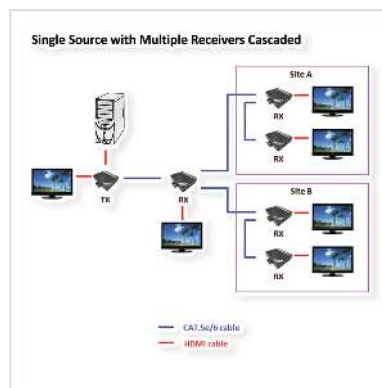 Single Source with Multiple Receivers Cascaded
Site A
RX
RX
TX
RX
Site B
RX
RX
CAT.5e/6 cable
HDMI cable